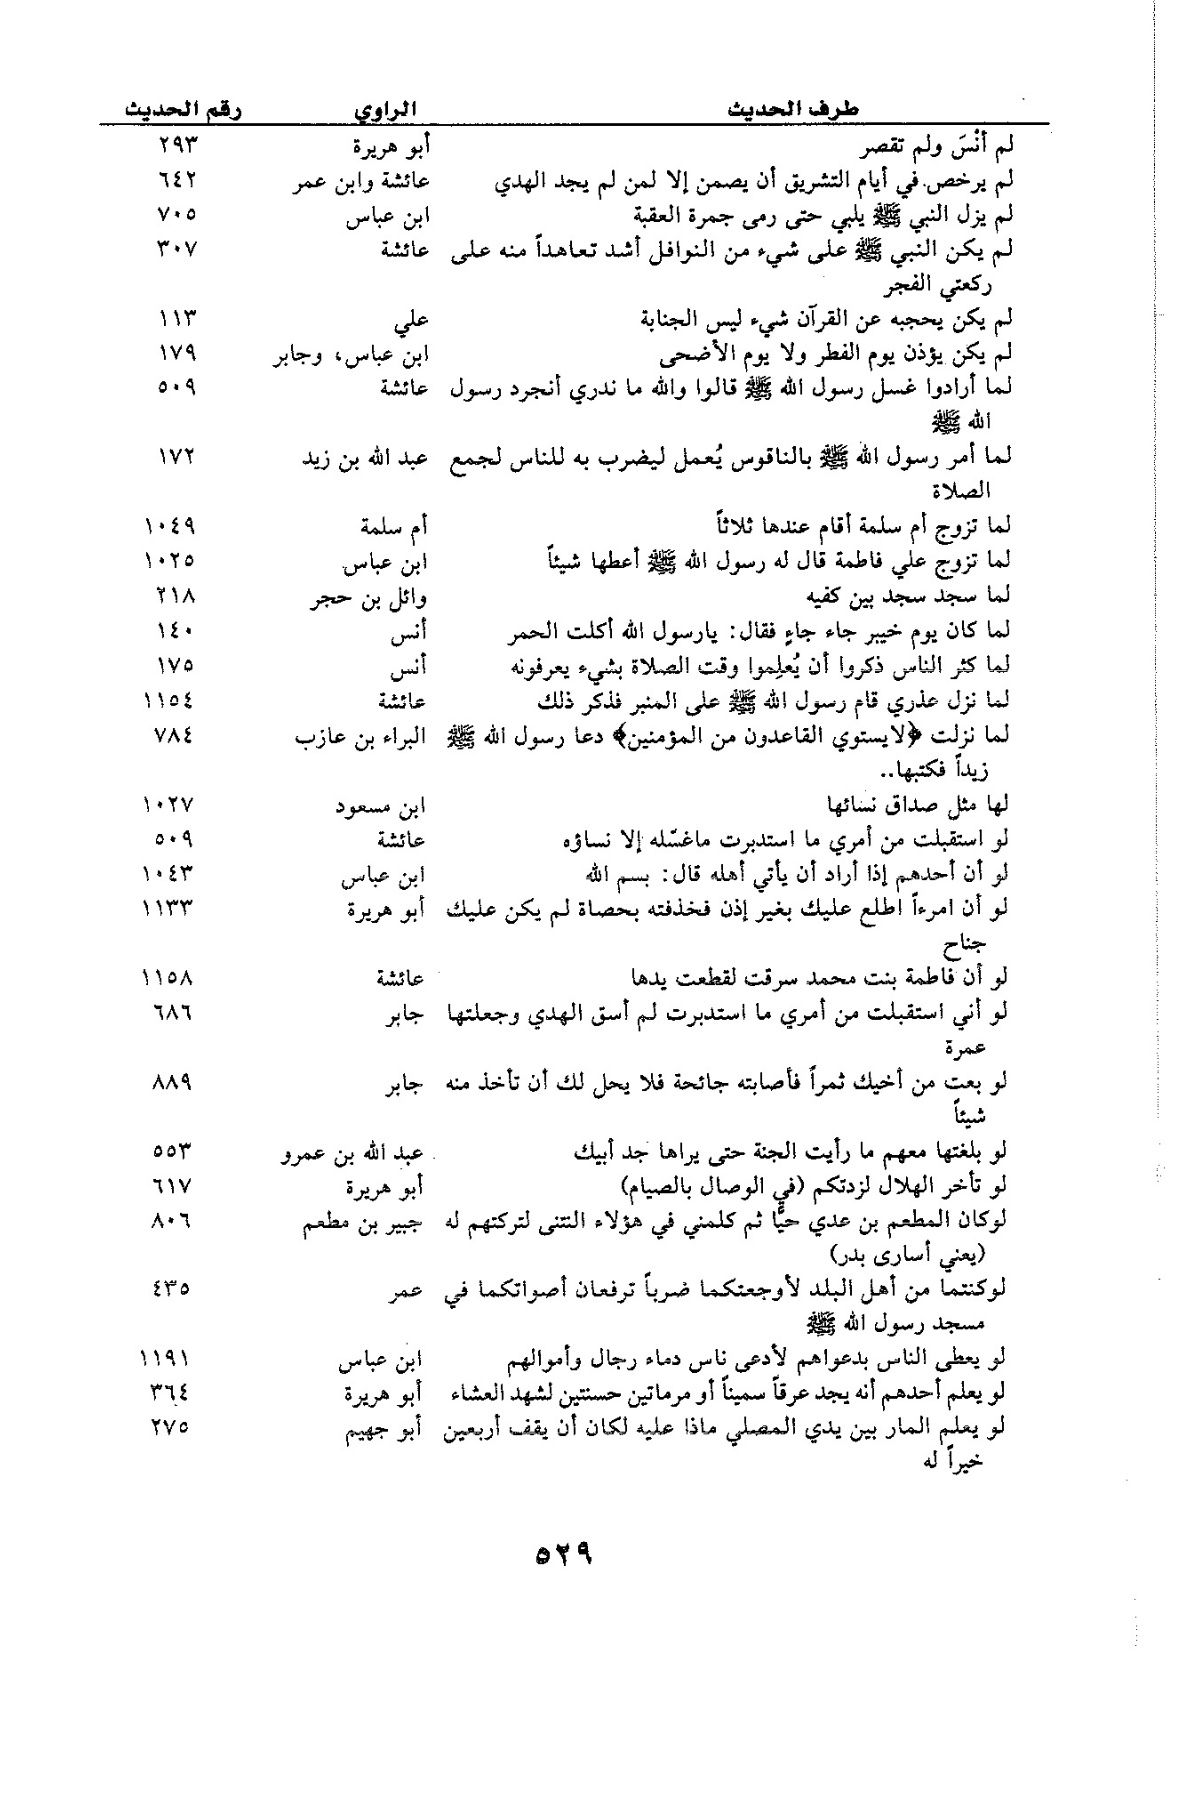 طرف الحديث الراوي رقم الحديث
لم أنْسَ ولم تقصر أبو هريرة ٢٩٣
لم يرخص في أيام التشريق أن يصمن إلا لمن لم يجد الهدي عائشة وابن عمر ٦٤٢
لم يزل النبي ﷺ يلبي حتى رمى جمرة العقبة ابن عباس ٧٠٥
لم يكن النبي ﷺ على شيء من النوافل أشد تعاهداً منه على عائشة ٣٠٧
ركعتي الفجر
لم يكن يحجبه عن القرآن شيء ليس الجنابة علي ١١٣
لم يكن يؤذن يوم الفطر ولا يوم الأضحى ابن عباس، وجابر ١٧٩
لما أرادوا غسل رسول الله ﷺ قالوا والله ما ندري أنجرد رسول عائشة ٥٠٩
الله ﷺ
لما أمر رسول الله ﷺ بالناقوس يُعمل ليضرب به للناس لجمع عبد الله بن زيد ١٧٢
الصلاة
لما تزوج أم سلمة أقام عندها ثلاثاً أم سلمة ١٠٤٩
لما تزوج علي فاطمة قال له رسول الله ﷺ أعطها شيئاً ابن عباس ١٠٢٥
لما سجد سجد بين كفيه وائل بن حجر ٢١٨
لما كان يوم خيبر جاء جاءٍ فقال: يارسول الله أكلت الحمر أنس ١٤٠
لما كثر الناس ذكروا أن يُعلِموا وقت الصلاة بشيء يعرفونه أنس ١٧٥
لما نزل عذري قام رسول الله ﷺ على المنبر فذكر ذلك عائشة ١١٥٤
لما نزلت ﴿لايستوي القاعدون من المؤمنين﴾ دعا رسول الله ﷺ البراء بن عازب ٧٨٤
زيداً فكتبها..
لها مثل صداق نسائها ابن مسعود ١٠٢٧
لو استقبلت من أمري ما استدبرت ماغسّله إلا نساؤه عائشة ٥٠٩
لو أن أحدهم إذا أراد أن يأتي أهله قال: بسم الله ابن عباس ١٠٤٣
لو أن امرءاً اطلع عليك بغير إذن فخذفته بحصاة لم يكن عليك أبو هريرة ١١٣٣
جناح
لو أن فاطمة بنت محمد سرقت لقطعت يدها عائشة ١١٥٨
لو أني استقبلت من أمري ما استدبرت لم أسق الهدي وجعلتها جابر ٦٨٦
عمرة
لو بعت من أخيك ثمراً فأصابته جائحة فلا يحل لك أن تأخذ منه جابر ٨٨٩
شيئاً
لو بلغتها معهم ما رأيت الجنة حتى يراها جد أبيك عبد الله بن عمرو ٥٥٣
لو تأخر الهلال لزدتكم (في الوصال بالصيام) أبو هريرة ٦١٧
لوكان المطعم بن عدي حيًّا ثم كلمني في هؤلاء النتنى لتركتهم له جبير بن مطعم ٨٠٦
(يعني أسارى بدر)
لوكنتما من أهل البلد لأوجعتكما ضرباً ترفعان أصواتكما في عمر ٤٣٥
مسجد رسول الله ﷺ
لو يعطى الناس بدعواهم لأدعى ناس دماء رجال وأموالهم ابن عباس ١١٩١
لو يعلم أحدهم أنه يجد عرقاً سميناً أو مرماتين حسنتين لشهد العشاء أبو هريرة ٣٦٤
لو يعلم المار بين يدي المصلي ماذا عليه لكان أن يقف أربعين أبو جهيم ٢٧٥
خيراً له
٥٢٩